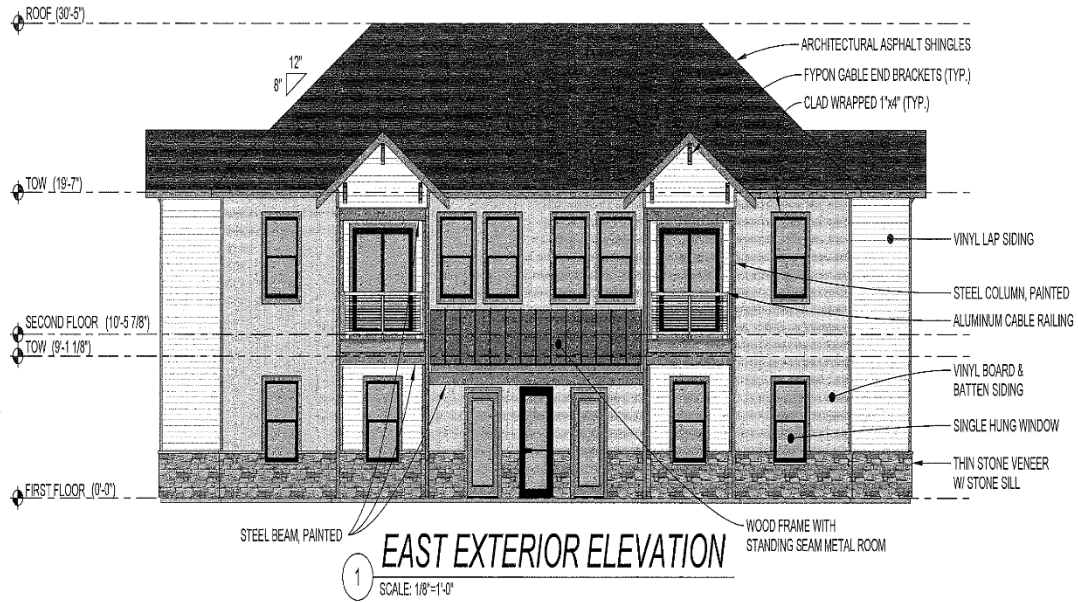 ROOF (30'-5")
12"
8"
ARCHITECTURAL ASPHALT SHINGLES
FYPON GABLE END BRACKETS (TYP.)
CLAD WRAPPED 1"x4" (TYP.)
TOW (19'-7")
VINYL LAP SIDING
STEEL COLUMN, PAINTED
ALUMINUM CABLE RAILING
SECOND FLOOR (10'-5 7/8")
TOW (9'-1 1/8")
VINYL BOARD &
BATTEN SIDING
SINGLE HUNG WINDOW
THIN STONE VENEER
W/ STONE SILL
FIRST FLOOR (0'-0")
STEEL BEAM, PAINTED
WOOD FRAME WITH
STANDING SEAM METAL ROOM
1
EAST EXTERIOR ELEVATION
SCALE: 1/8"=1'-0"